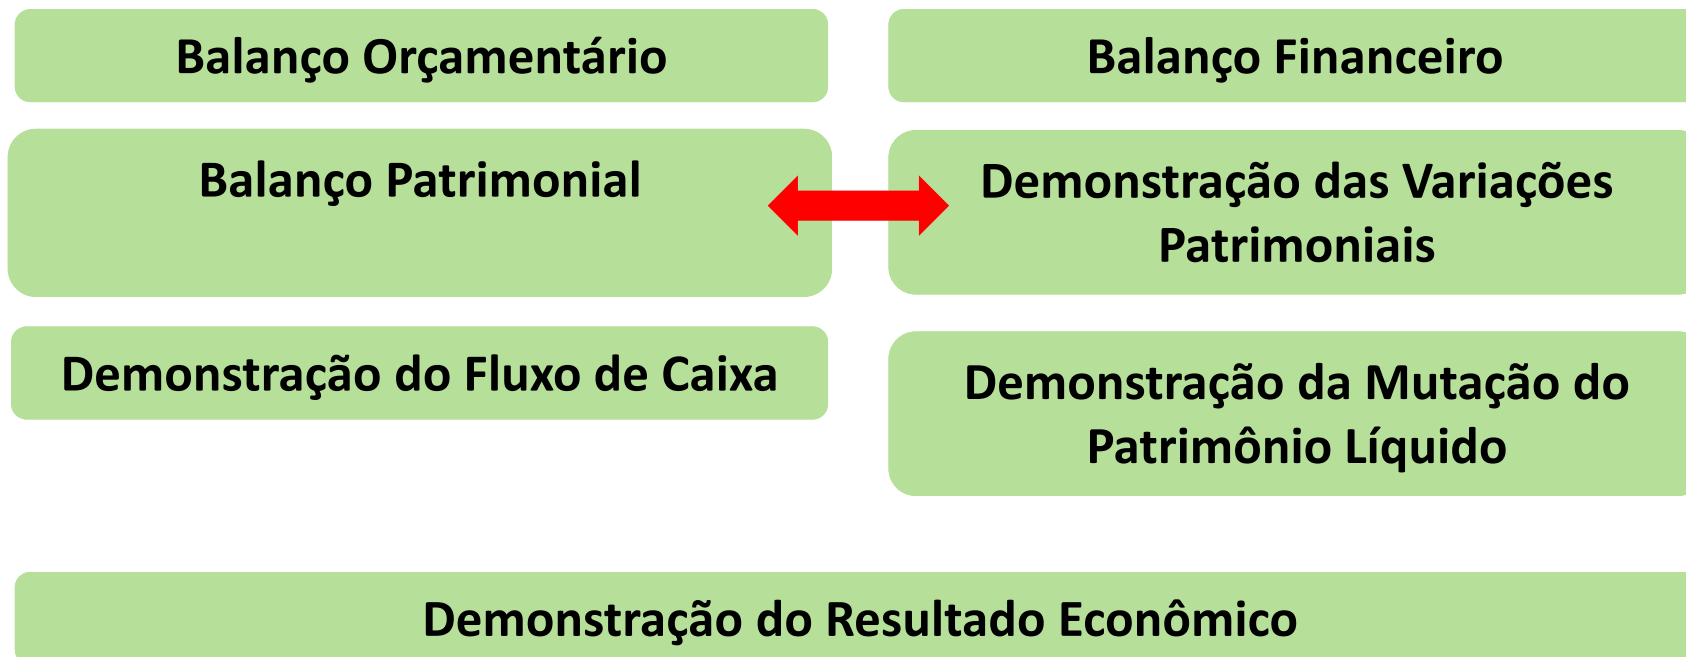 Balanço Orçamentário
Balanço Financeiro
Balanço Patrimonial
Demonstração das Variações
Patrimoniais
Demonstração do Fluxo de Caixa
Demonstração da Mutação do
Patrimônio Líquido
Demonstração do Resultado Econômico